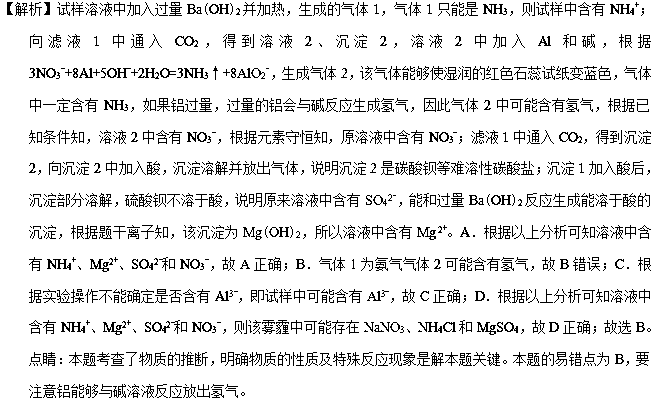 【解析】试样溶液中加入过量 Ba(OH)₂并加热，生成的气体 1，气体 1 只能是 NH₃，则试样中含有 NH₄⁺；
向滤液 1 中通入 CO₂，得到溶液 2、沉淀 2，溶液 2 中加入 Al 和碱，根据
3NO₃⁻+8Al+5OH⁻+2H₂O=3NH₃↑+8AlO₂⁻，生成气体 2，该气体能够使湿润的红色石蕊试纸变蓝色，气体
中一定含有 NH₃，如果铝过量，过量的铝会与碱反应生成氢气，因此气体 2 中可能含有氢气，根据已
知条件知，溶液 2 中含有 NO₃⁻，根据元素守恒知，原溶液中含有 NO₃⁻；滤液 1 中通入 CO₂，得到沉淀
2，向沉淀 2 中加入酸，沉淀溶解并放出气体，说明沉淀 2 是碳酸钡等难溶性碳酸盐；沉淀 1 加入酸后，
沉淀部分溶解，硫酸钡不溶于酸，说明原来溶液中含有 SO₄²⁻，能和过量 Ba(OH)₂反应生成能溶于酸的
沉淀，根据题干离子知，该沉淀为 Mg(OH)₂，所以溶液中含有 Mg²⁺。A．根据以上分析可知溶液中含
有 NH₄⁺、Mg²⁺、SO₄²⁻和 NO₃⁻，故 A 正确；B．气体 1 为氨气气体 2 可能含有氢气，故 B 错误；C．根
据实验操作不能确定是否含有 Al³⁻，即试样中可能含有 Al³⁻，故 C 正确；D．根据以上分析可知溶液中
含有 NH₄⁺、Mg²⁺、SO₄²⁻和 NO₃⁻，则该雾霾中可能存在 NaNO₃、NH₄Cl 和 MgSO₄，故 D 正确；故选 B。
点睛：本题考查了物质的推断，明确物质的性质及特殊反应现象是解本题关键。本题的易错点为 B，要
注意铝能够与碱溶液反应放出氢气。